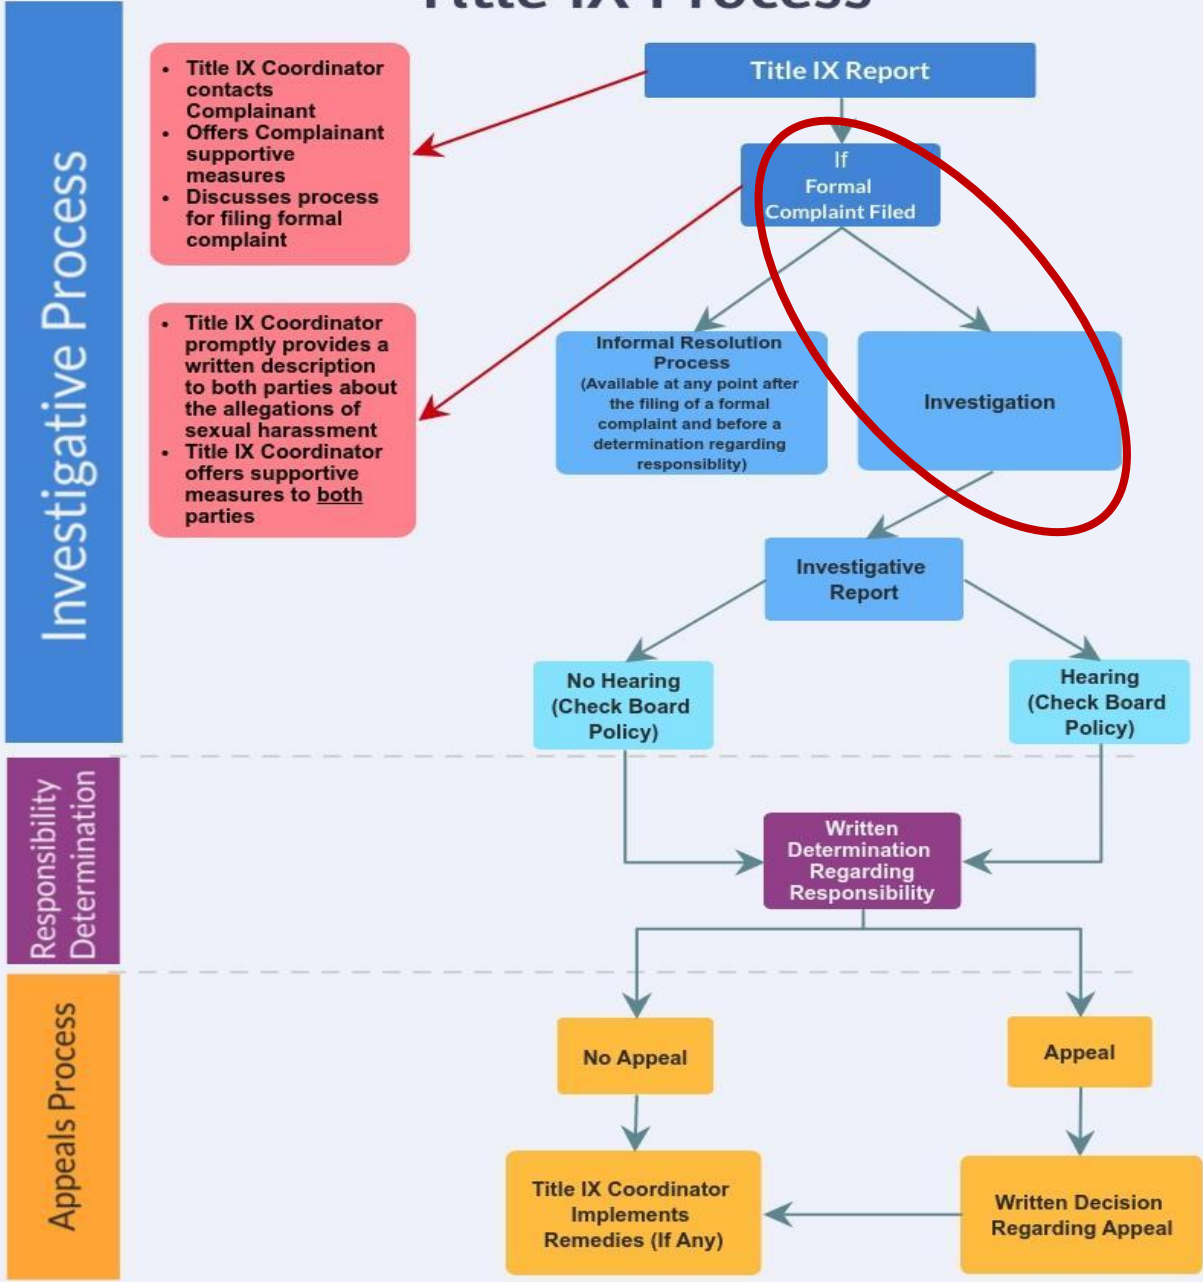 Title IX Process
Investigative Process
• Title IX Coordinator
contacts
Complainant
• Offers Complainant
supportive
measures
• Discusses process
for filing formal
complaint
Title IX Report
If
Formal
Complaint Filed
• Title IX Coordinator
promptly provides a
written description
to both parties about
the allegations of
sexual harassment
• Title IX Coordinator
offers supportive
measures to both
parties
Informal Resolution
Process
(Available at any point after
the filing of a formal
complaint and before a
determination regarding
responsiblity)
Investigation
Investigative
Report
No Hearing
(Check Board
Policy)
Hearing
(Check Board
Policy)
Responsibility
Determination
Written
Determination
Regarding
Responsibility
Appeals Process
No Appeal
Appeal
Title IX Coordinator
Implements
Remedies (If Any)
Written Decision
Regarding Appeal